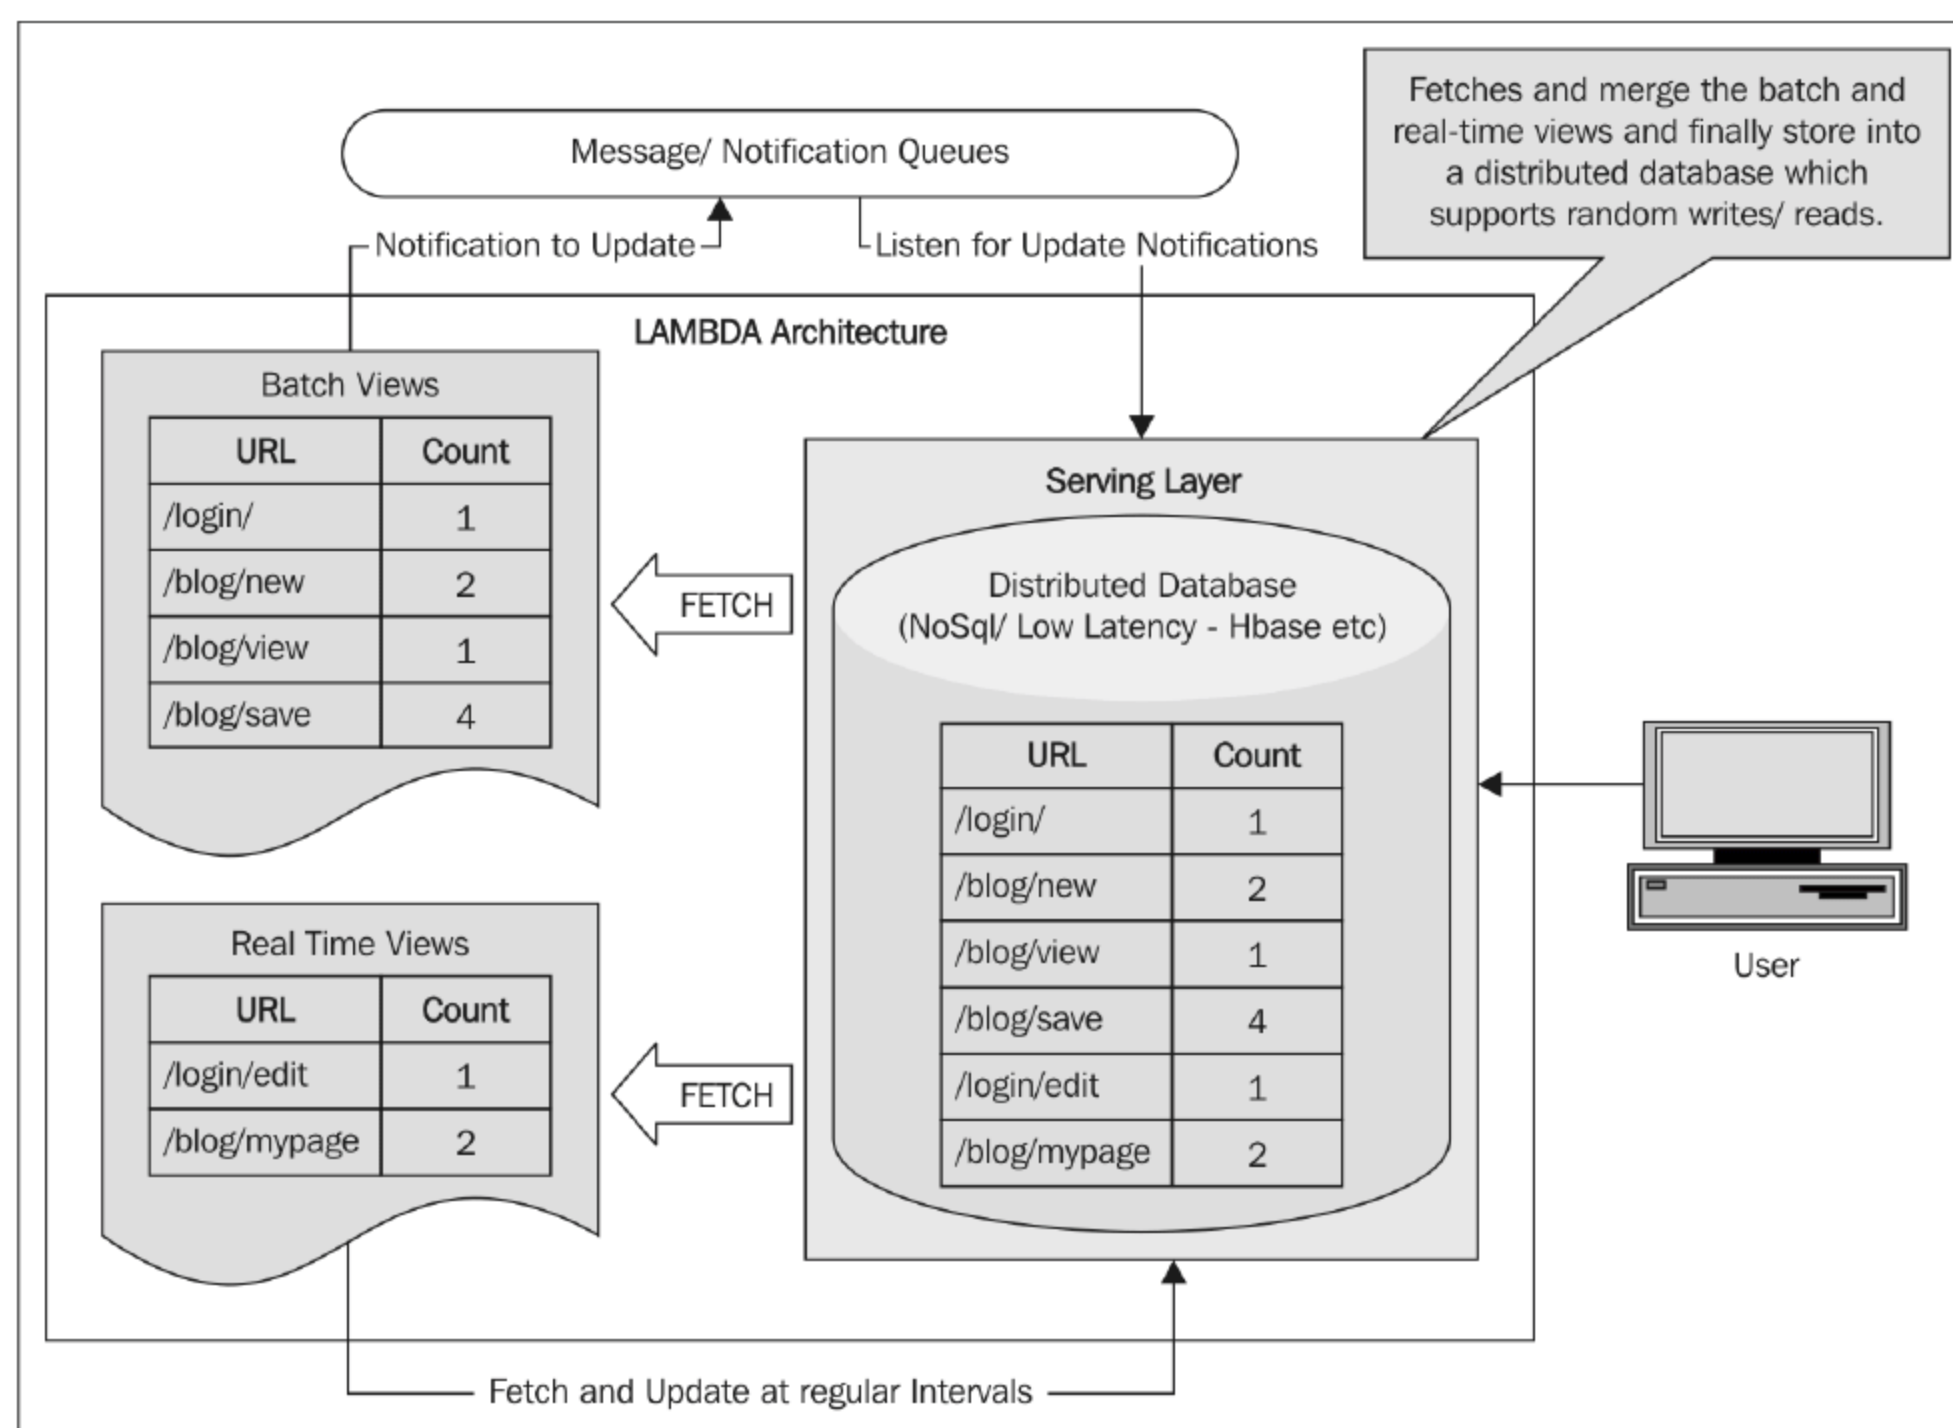 Fetches and merge the batch and
real-time views and finally store into
a distributed database which
supports random writes/ reads.
Message/ Notification Queues
Notification to Update
Listen for Update Notifications
LAMBDA Architecture
Batch Views
URL Count
/login/ 1
/blog/new 2
/blog/view 1
/blog/save 4
FETCH
Serving Layer
Distributed Database
(NoSql/ Low Latency - Hbase etc)
URL Count
/login/ 1
/blog/new 2
/blog/view 1
/blog/save 4
/login/edit 1
/blog/mypage 2
User
Real Time Views
URL Count
/login/edit 1
/blog/mypage 2
FETCH
Fetch and Update at regular Intervals